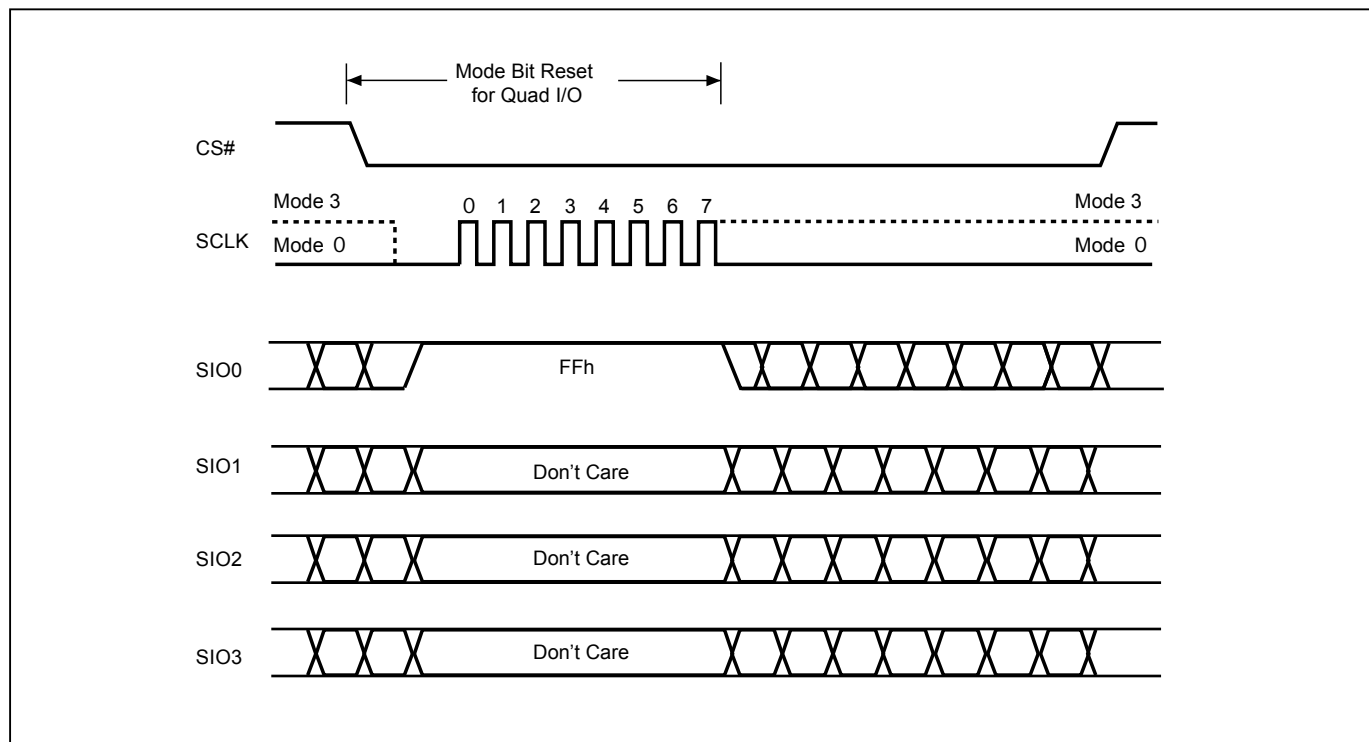 Mode Bit Reset
for Quad I/O
CS#
Mode 3
0 1 2 3 4 5 6 7
Mode 3
SCLK
Mode 0
Mode 0
SIO0
FFh
SIO1
Don't Care
SIO2
Don't Care
SIO3
Don't Care